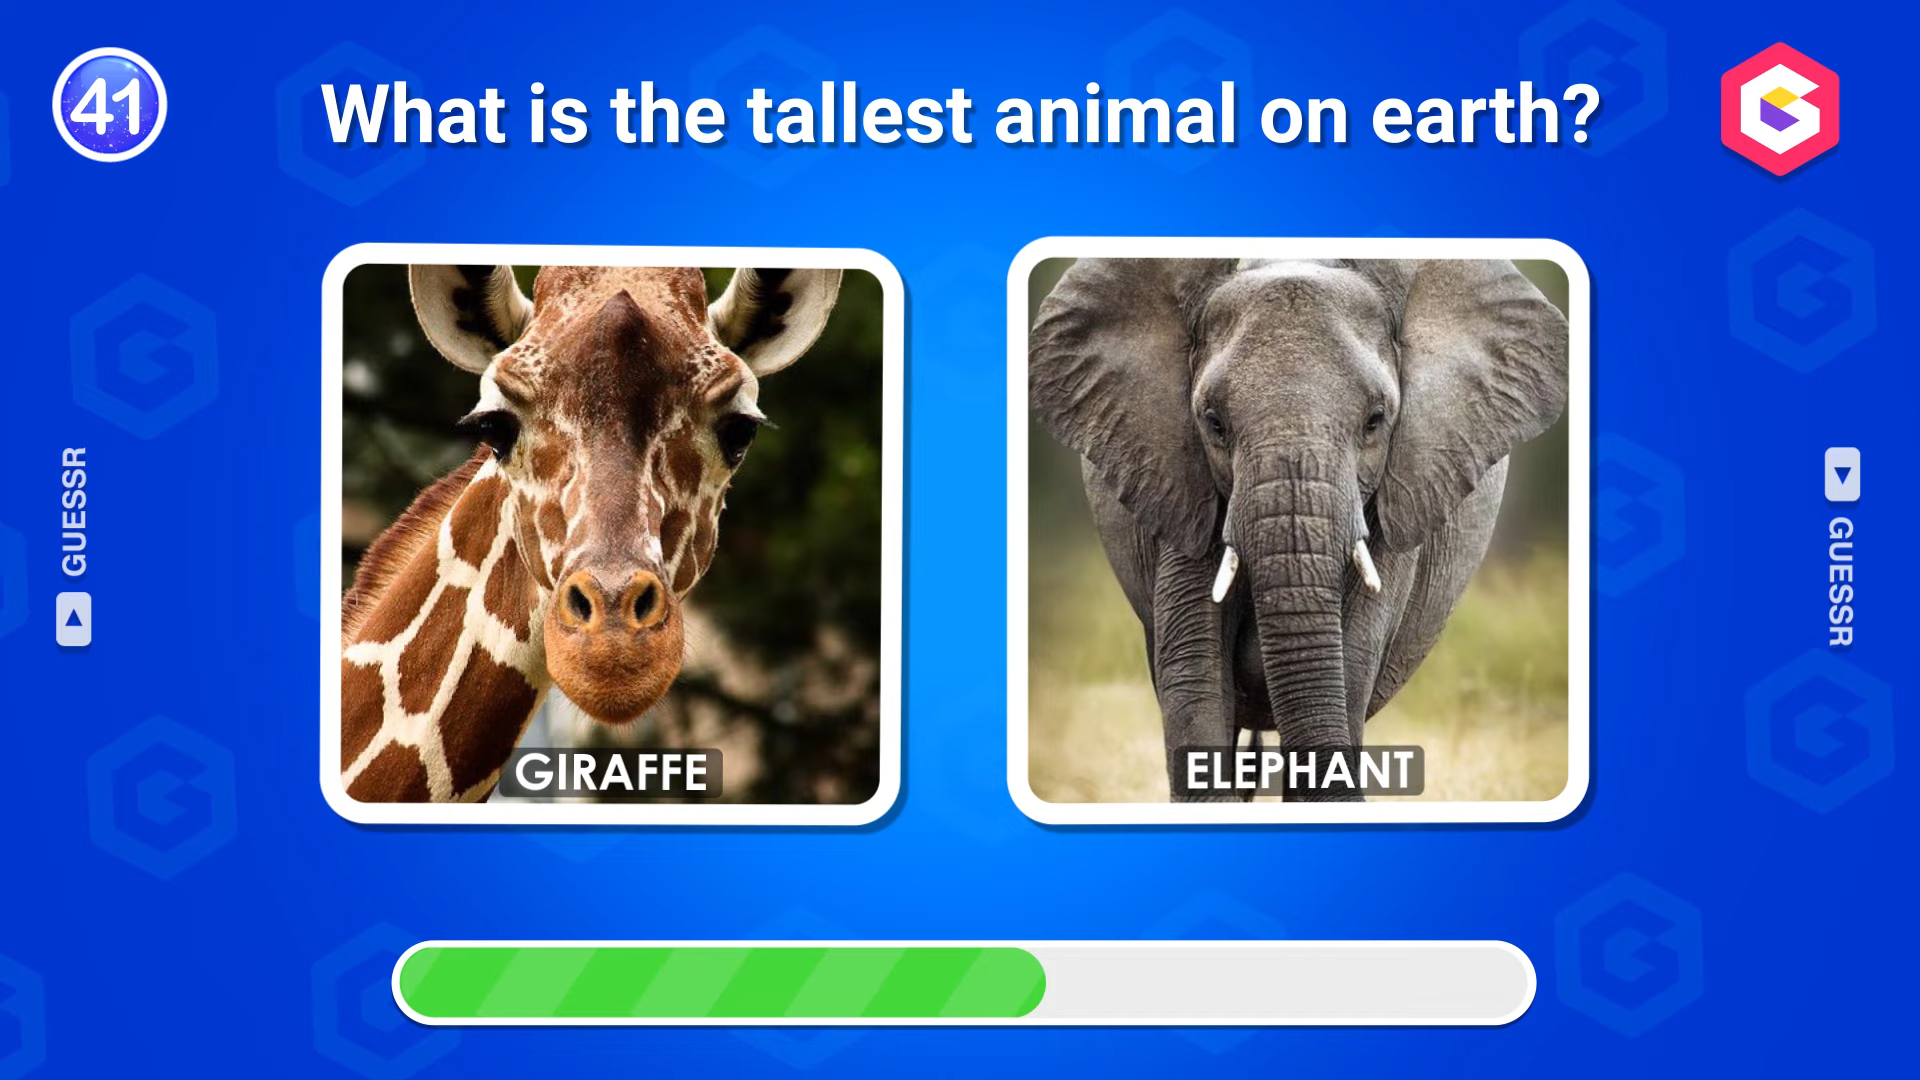 41
What is the tallest animal on earth?
GUESSR
GUESSR
GIRAFFE
ELEPHANT